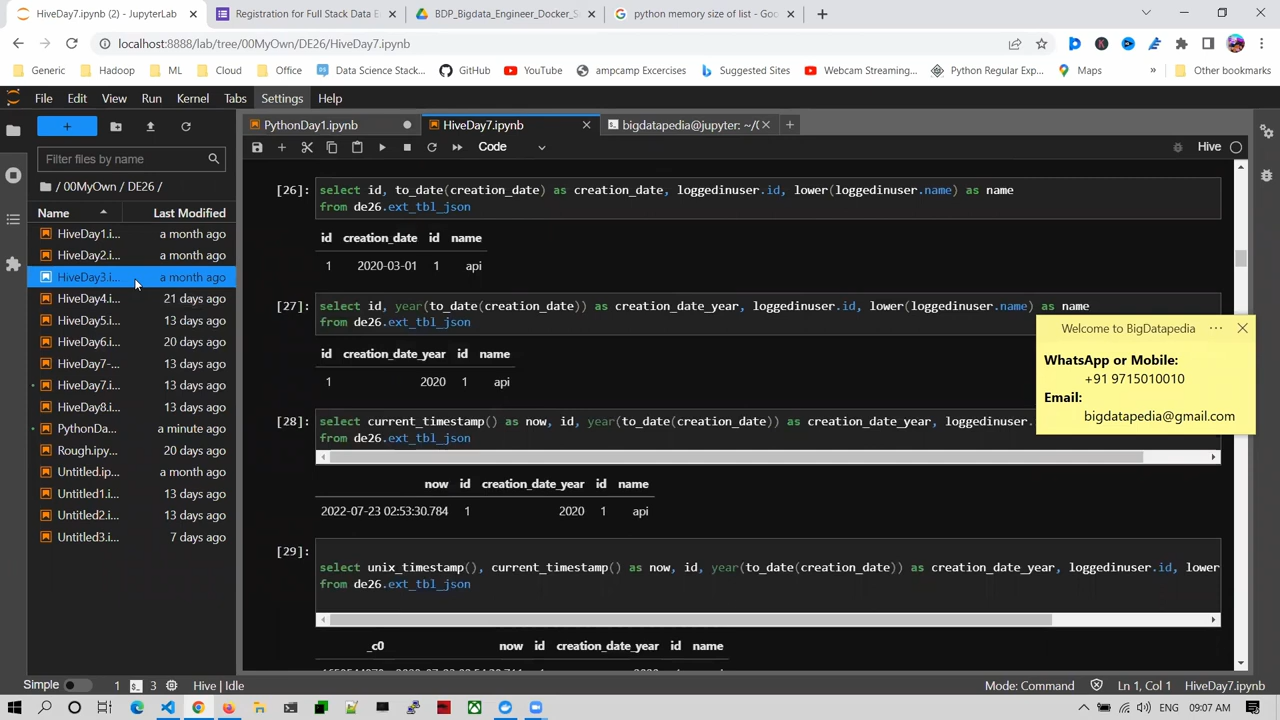 HiveDay7.ipynb (2) - JupyterLab
Registration for Full Stack Data E
BDP_Bigdata_Engineer_Docker_S
python memory size of list - Goo
localhost:8888/lab/tree/00MyOwn/DE26/HiveDay7.ipynb
Generic
Hadoop
ML
Cloud
Office
Data Science Stack...
GitHub
YouTube
ampcamp Excercises
Suggested Sites
Webcam Streaming...
Python Regular Exp...
Maps
»
Other bookmarks
File Edit View Run Kernel Tabs Settings Help
PythonDay1.ipynb
HiveDay7.ipynb
bigdatapedia@jupyter: ~/(
Code
Hive
Filter files by name
/ 00MyOwn / DE26 /
Name Last Modified
HiveDay1.i... a month ago
HiveDay2.i... a month ago
HiveDay3.i... a month ago
HiveDay4.i... 21 days ago
HiveDay5.i... 13 days ago
HiveDay6.i... 20 days ago
HiveDay7-... 13 days ago
HiveDay7.i... 13 days ago
HiveDay8.i... 13 days ago
PythonDa... a minute ago
Rough.ipy... 20 days ago
Untitled.ip... a month ago
Untitled1.i... 13 days ago
Untitled2.i... 13 days ago
Untitled3.i... 7 days ago
[26]: select id, to_date(creation_date) as creation_date, loggedinuser.id, lower(loggedinuser.name) as name
from de26.ext_tbl_json
id creation_date id name
1 2020-03-01 1 api
[27]: select id, year(to_date(creation_date)) as creation_date_year, loggedinuser.id, lower(loggedinuser.name) as name
from de26.ext_tbl_json
id creation_date_year id name
1 2020 1 api
[28]: select current_timestamp() as now, id, year(to_date(creation_date)) as creation_date_year, loggedinuser.
from de26.ext_tbl_json
now id creation_date_year id name
2022-07-23 02:53:30.784 1 2020 1 api
[29]:
select unix_timestamp(), current_timestamp() as now, id, year(to_date(creation_date)) as creation_date_year, loggedinuser.id, lower
from de26.ext_tbl_json
_c0 now id creation_date_year id name
Welcome to BigDatapedia
WhatsApp or Mobile:
+91 9715010010
Email:
bigdatapedia@gmail.com
Simple 1 3 Hive | Idle
Mode: Command Ln 1, Col 1 HiveDay7.ipynb
ENG 09:07 AM